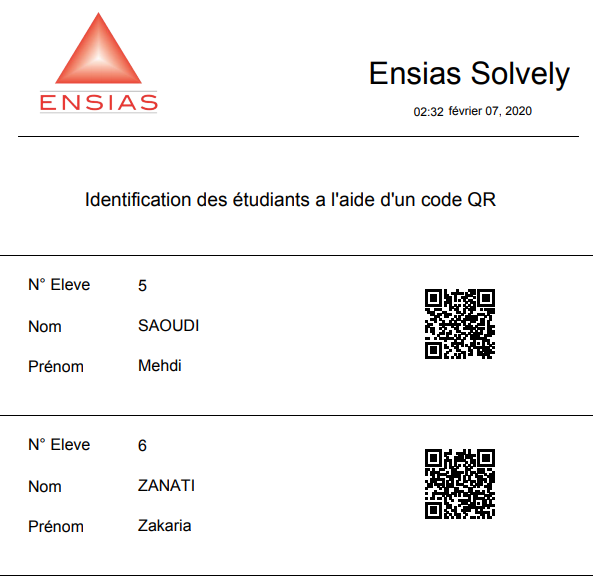 ENSIAS
Ensias Solvely
02:32 février 07, 2020
Identification des étudiants a l'aide d'un code QR
N° Eleve 5
Nom SAOUDI
Prénom Mehdi
N° Eleve 6
Nom ZANATI
Prénom Zakaria